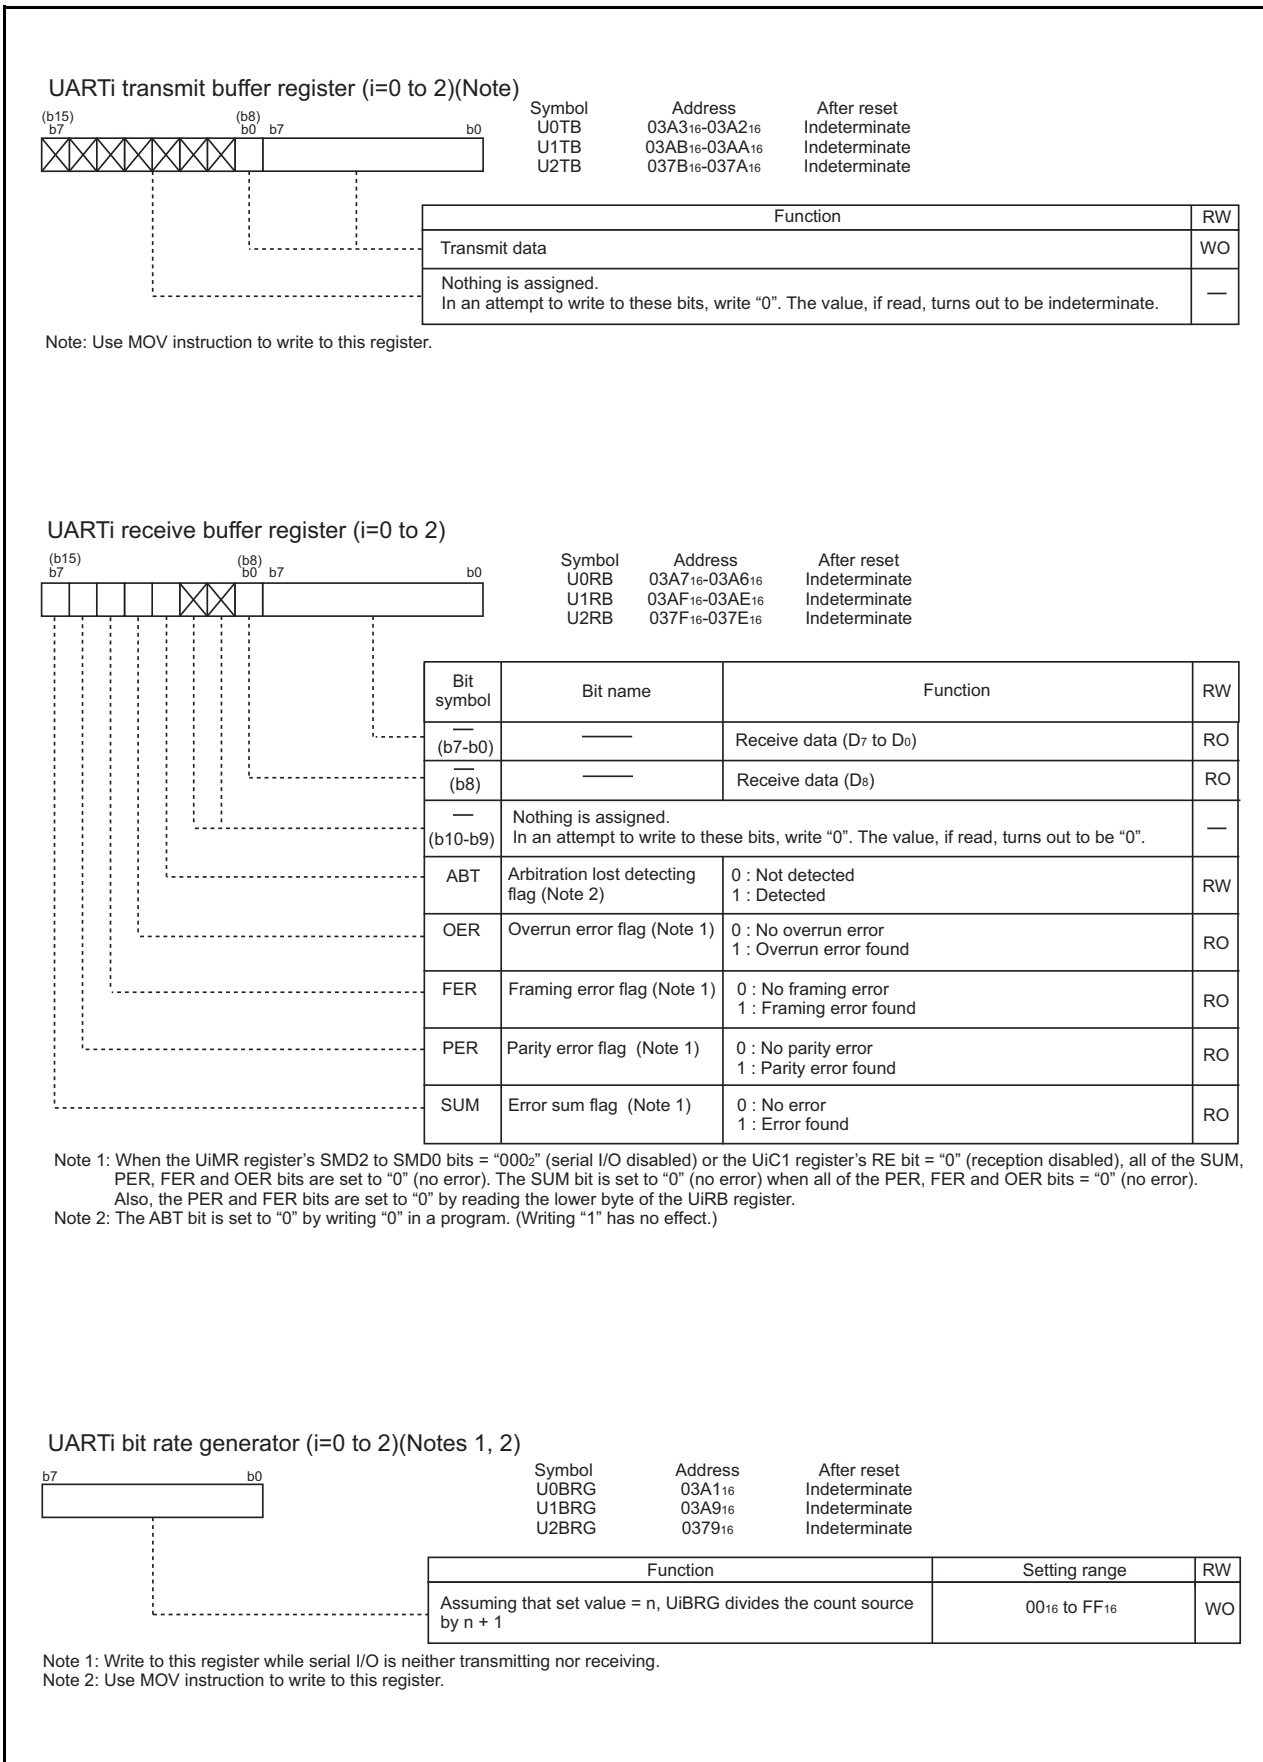 UARTi transmit buffer register (i=0 to 2)(Note)
(b15) (b8)
b7 b0 b7 b0
Symbol Address After reset
U0TB 03A3₁₆-03A2₁₆ Indeterminate
U1TB 03AB₁₆-03AA₁₆ Indeterminate
U2TB 037B₁₆-037A₁₆ Indeterminate
Function RW
Transmit data WO
Nothing is assigned.
In an attempt to write to these bits, write “0”. The value, if read, turns out to be indeterminate. —
Note: Use MOV instruction to write to this register.
UARTi receive buffer register (i=0 to 2)
(b15) (b8)
b7 b0 b7 b0
Symbol Address After reset
U0RB 03A7₁₆-03A6₁₆ Indeterminate
U1RB 03AF₁₆-03AE₁₆ Indeterminate
U2RB 037F₁₆-037E₁₆ Indeterminate
Bit
symbol Bit name Function RW
—
(b7-b0) — Receive data (D₇ to D₀) RO
—
(b8) — Receive data (D₈) RO
—
(b10-b9) Nothing is assigned.
In an attempt to write to these bits, write “0”. The value, if read, turns out to be “0”. —
ABT Arbitration lost detecting
flag (Note 2) 0 : Not detected
1 : Detected RW
OER Overrun error flag (Note 1) 0 : No overrun error
1 : Overrun error found RO
FER Framing error flag (Note 1) 0 : No framing error
1 : Framing error found RO
PER Parity error flag (Note 1) 0 : No parity error
1 : Parity error found RO
SUM Error sum flag (Note 1) 0 : No error
1 : Error found RO
Note 1: When the UiMR register’s SMD2 to SMD0 bits = “000₂” (serial I/O disabled) or the UiC1 register’s RE bit = “0” (reception disabled), all of the SUM,
PER, FER and OER bits are set to “0” (no error). The SUM bit is set to “0” (no error) when all of the PER, FER and OER bits = “0” (no error).
Also, the PER and FER bits are set to “0” by reading the lower byte of the UiRB register.
Note 2: The ABT bit is set to “0” by writing “0” in a program. (Writing “1” has no effect.)
UARTi bit rate generator (i=0 to 2)(Notes 1, 2)
b7 b0
Symbol Address After reset
U0BRG 03A1₁₆ Indeterminate
U1BRG 03A9₁₆ Indeterminate
U2BRG 0379₁₆ Indeterminate
Function Setting range RW
Assuming that set value = n, UiBRG divides the count source
by n + 1 00₁₆ to FF₁₆ WO
Note 1: Write to this register while serial I/O is neither transmitting nor receiving.
Note 2: Use MOV instruction to write to this register.